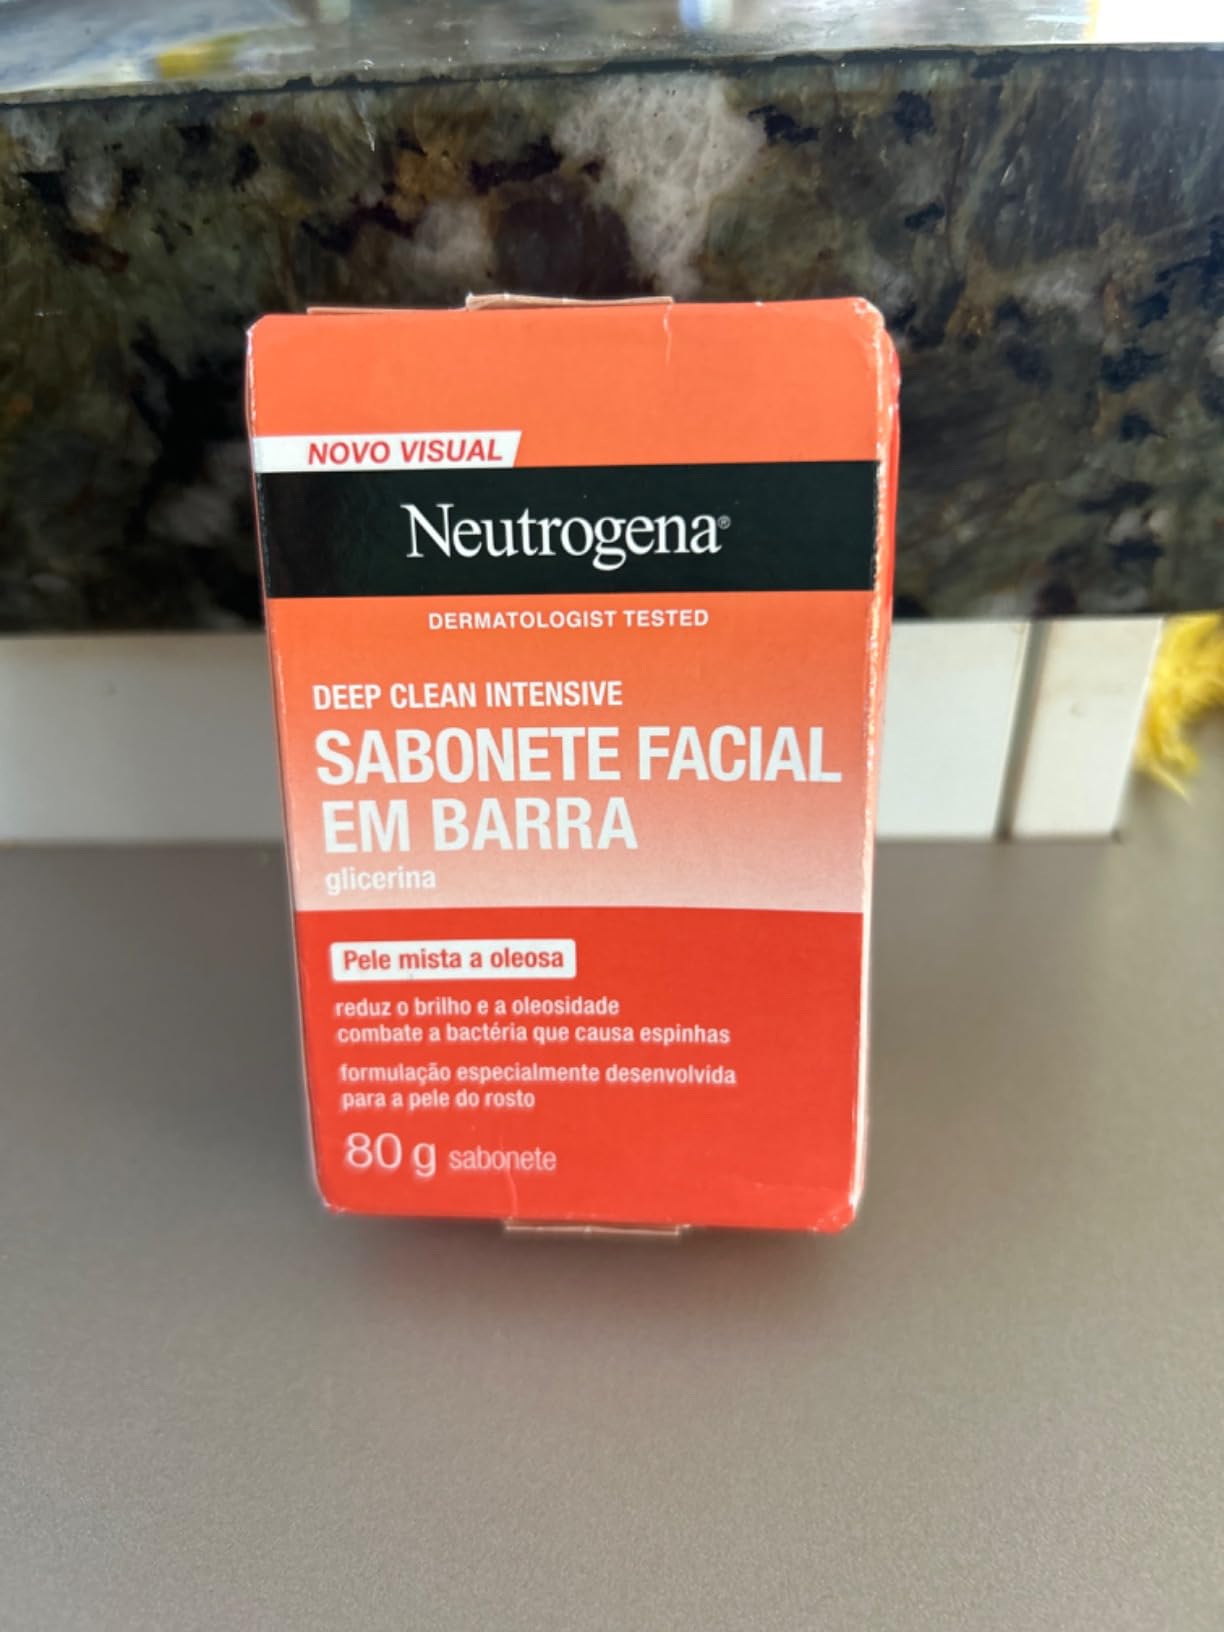 NOVO VISUAL
Neutrogena®
DERMATOLOGIST TESTED
DEEP CLEAN INTENSIVE
SABONETE FACIAL
EM BARRA
glicerina
Pele mista a oleosa
reduz o brilho e a oleosidade
combate a bactéria que causa espinhas
formulação especialmente desenvolvida
para a pele do rosto
80 g sabonete